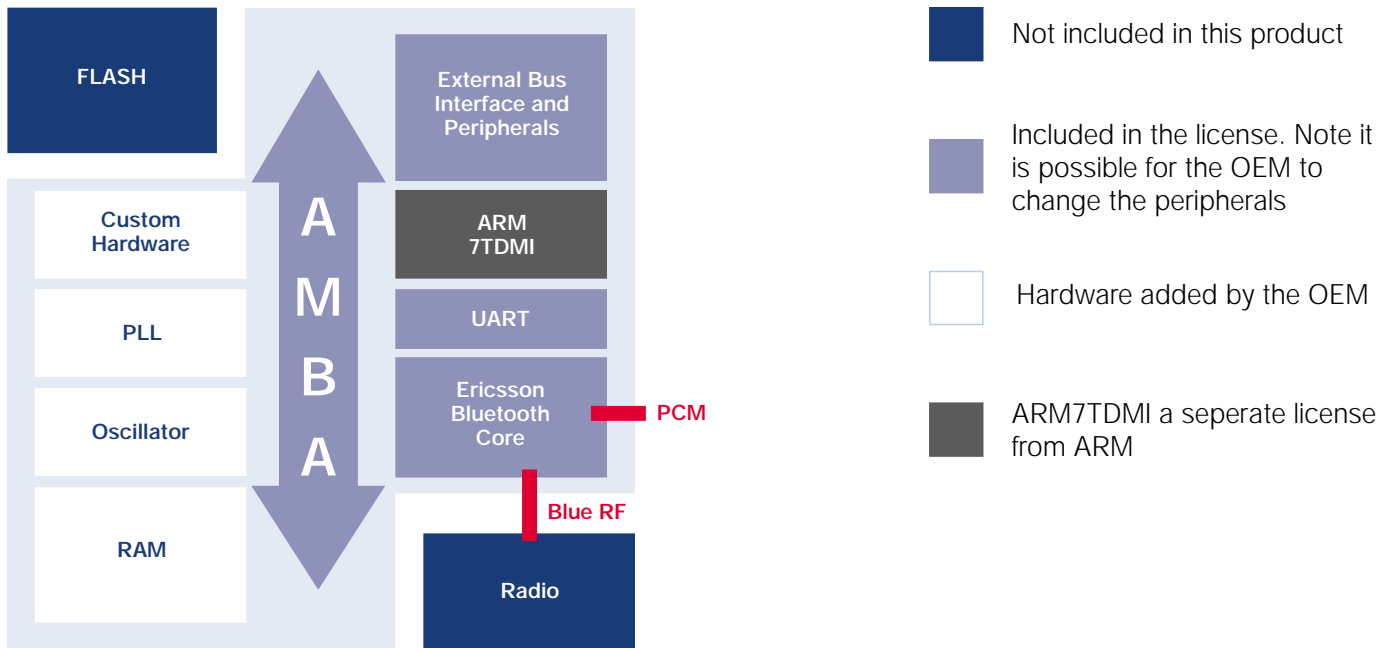 FLASH
External Bus
Interface and
Peripherals
Custom
Hardware
ARM
7TDMI
PLL
UART
Oscillator
Ericsson
Bluetooth
Core
RAM
A
M
B
A
PCM
Blue RF
Radio
Not included in this product
Included in the license. Note it
is possible for the OEM to
change the peripherals
Hardware added by the OEM
ARM7TDMI a seperate license
from ARM